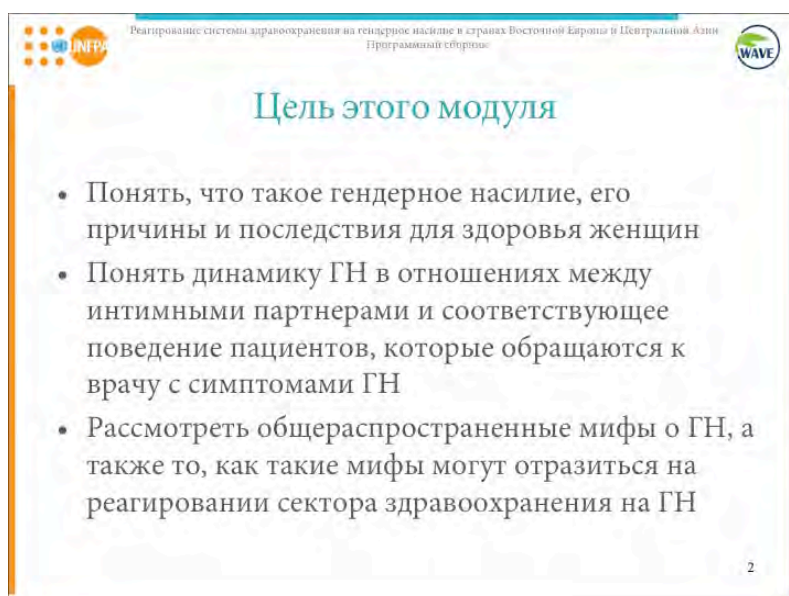 Реагирование системы здравоохранения на гендерное насилие в странах Восточной Европы и Центральной Азии
Программный сборник
UNFPA
WAVE
Цель этого модуля
• Понять, что такое гендерное насилие, его
причины и последствия для здоровья женщин
• Понять динамику ГН в отношениях между
интимными партнерами и соответствующее
поведение пациентов, которые обращаются к
врачу с симптомами ГН
• Рассмотреть общераспространенные мифы о ГН, а
также то, как такие мифы могут отразиться на
реагировании сектора здравоохранения на ГН
2